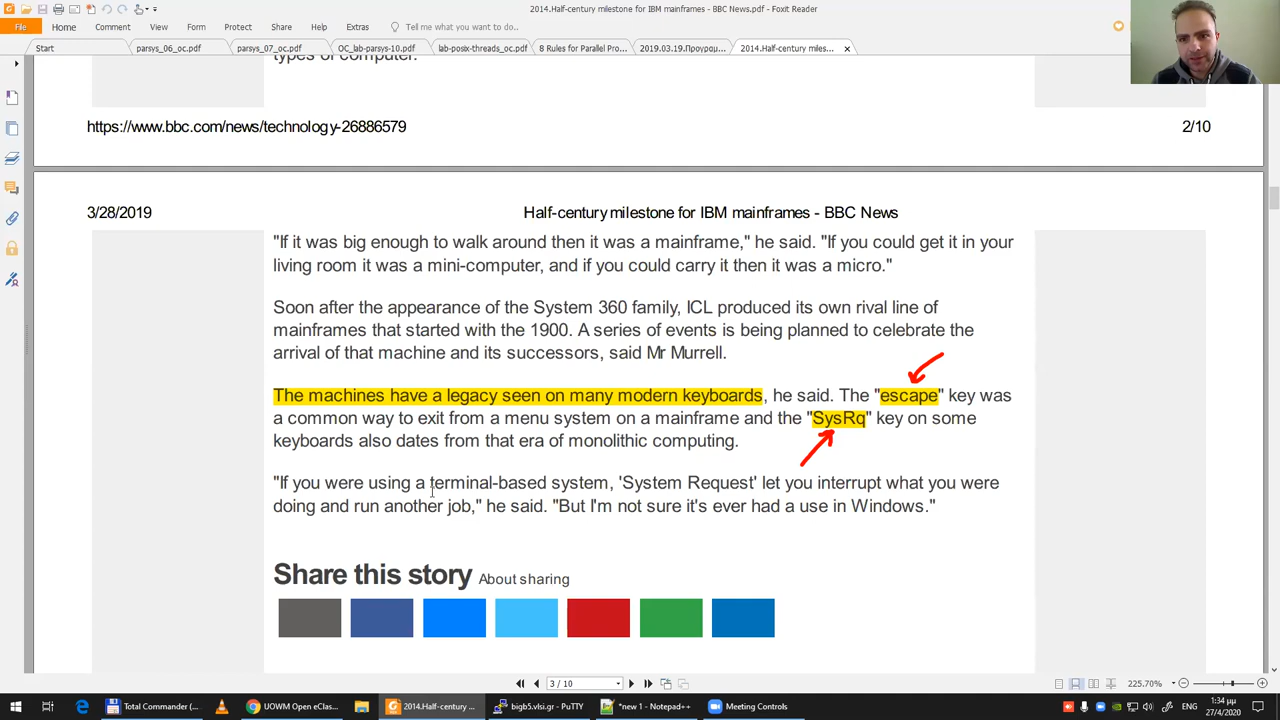 2014.Half-century milestone for IBM mainframes - BBC News.pdf - Foxit Reader
File Home Comment View Form Protect Share Help Extras Tell me what you want to do...
Start parsys_06_oc.pdf parsys_07_oc.pdf OC_lab-parsys-10.pdf lab-posix-threads_oc.pdf 8 Rules for Parallel Pro... 2019.03.19.Προγραμ... 2014.Half-century miles...
types of computer.
https://www.bbc.com/news/technology-26886579 2/10
3/28/2019 Half-century milestone for IBM mainframes - BBC News
"If it was big enough to walk around then it was a mainframe," he said. "If you could get it in your
living room it was a mini-computer, and if you could carry it then it was a micro."
Soon after the appearance of the System 360 family, ICL produced its own rival line of
mainframes that started with the 1900. A series of events is being planned to celebrate the
arrival of that machine and its successors, said Mr Murrell.
The machines have a legacy seen on many modern keyboards, he said. The "escape" key was
a common way to exit from a menu system on a mainframe and the "SysRq" key on some
keyboards also dates from that era of monolithic computing.
"If you were using a terminal-based system, 'System Request' let you interrupt what you were
doing and run another job," he said. "But I'm not sure it's ever had a use in Windows."
Share this story About sharing
3 / 10 225.70%
Total Commander (... UOWM Open eClass... 2014.Half-century ... bigb5.vlsi.gr - PuTTY *new 1 - Notepad++ Meeting Controls 1:34 μμ
27/4/2020